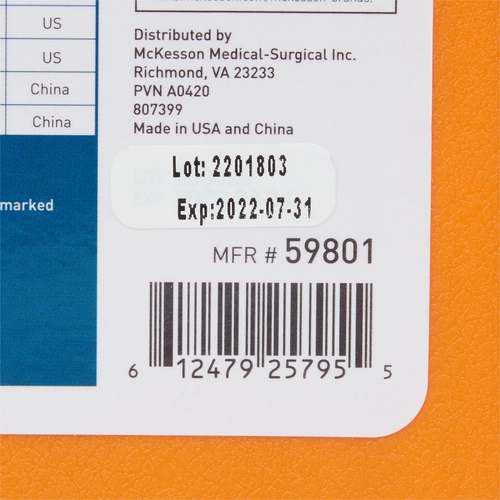 US
US
China
China
marked
Distributed by
McKesson Medical-Surgical Inc.
Richmond, VA 23233
PVN A0420
807399
Made in USA and China
Lot: 2201803
Exp:2022-07-31
MFR # 59801
6 12479 25795 5